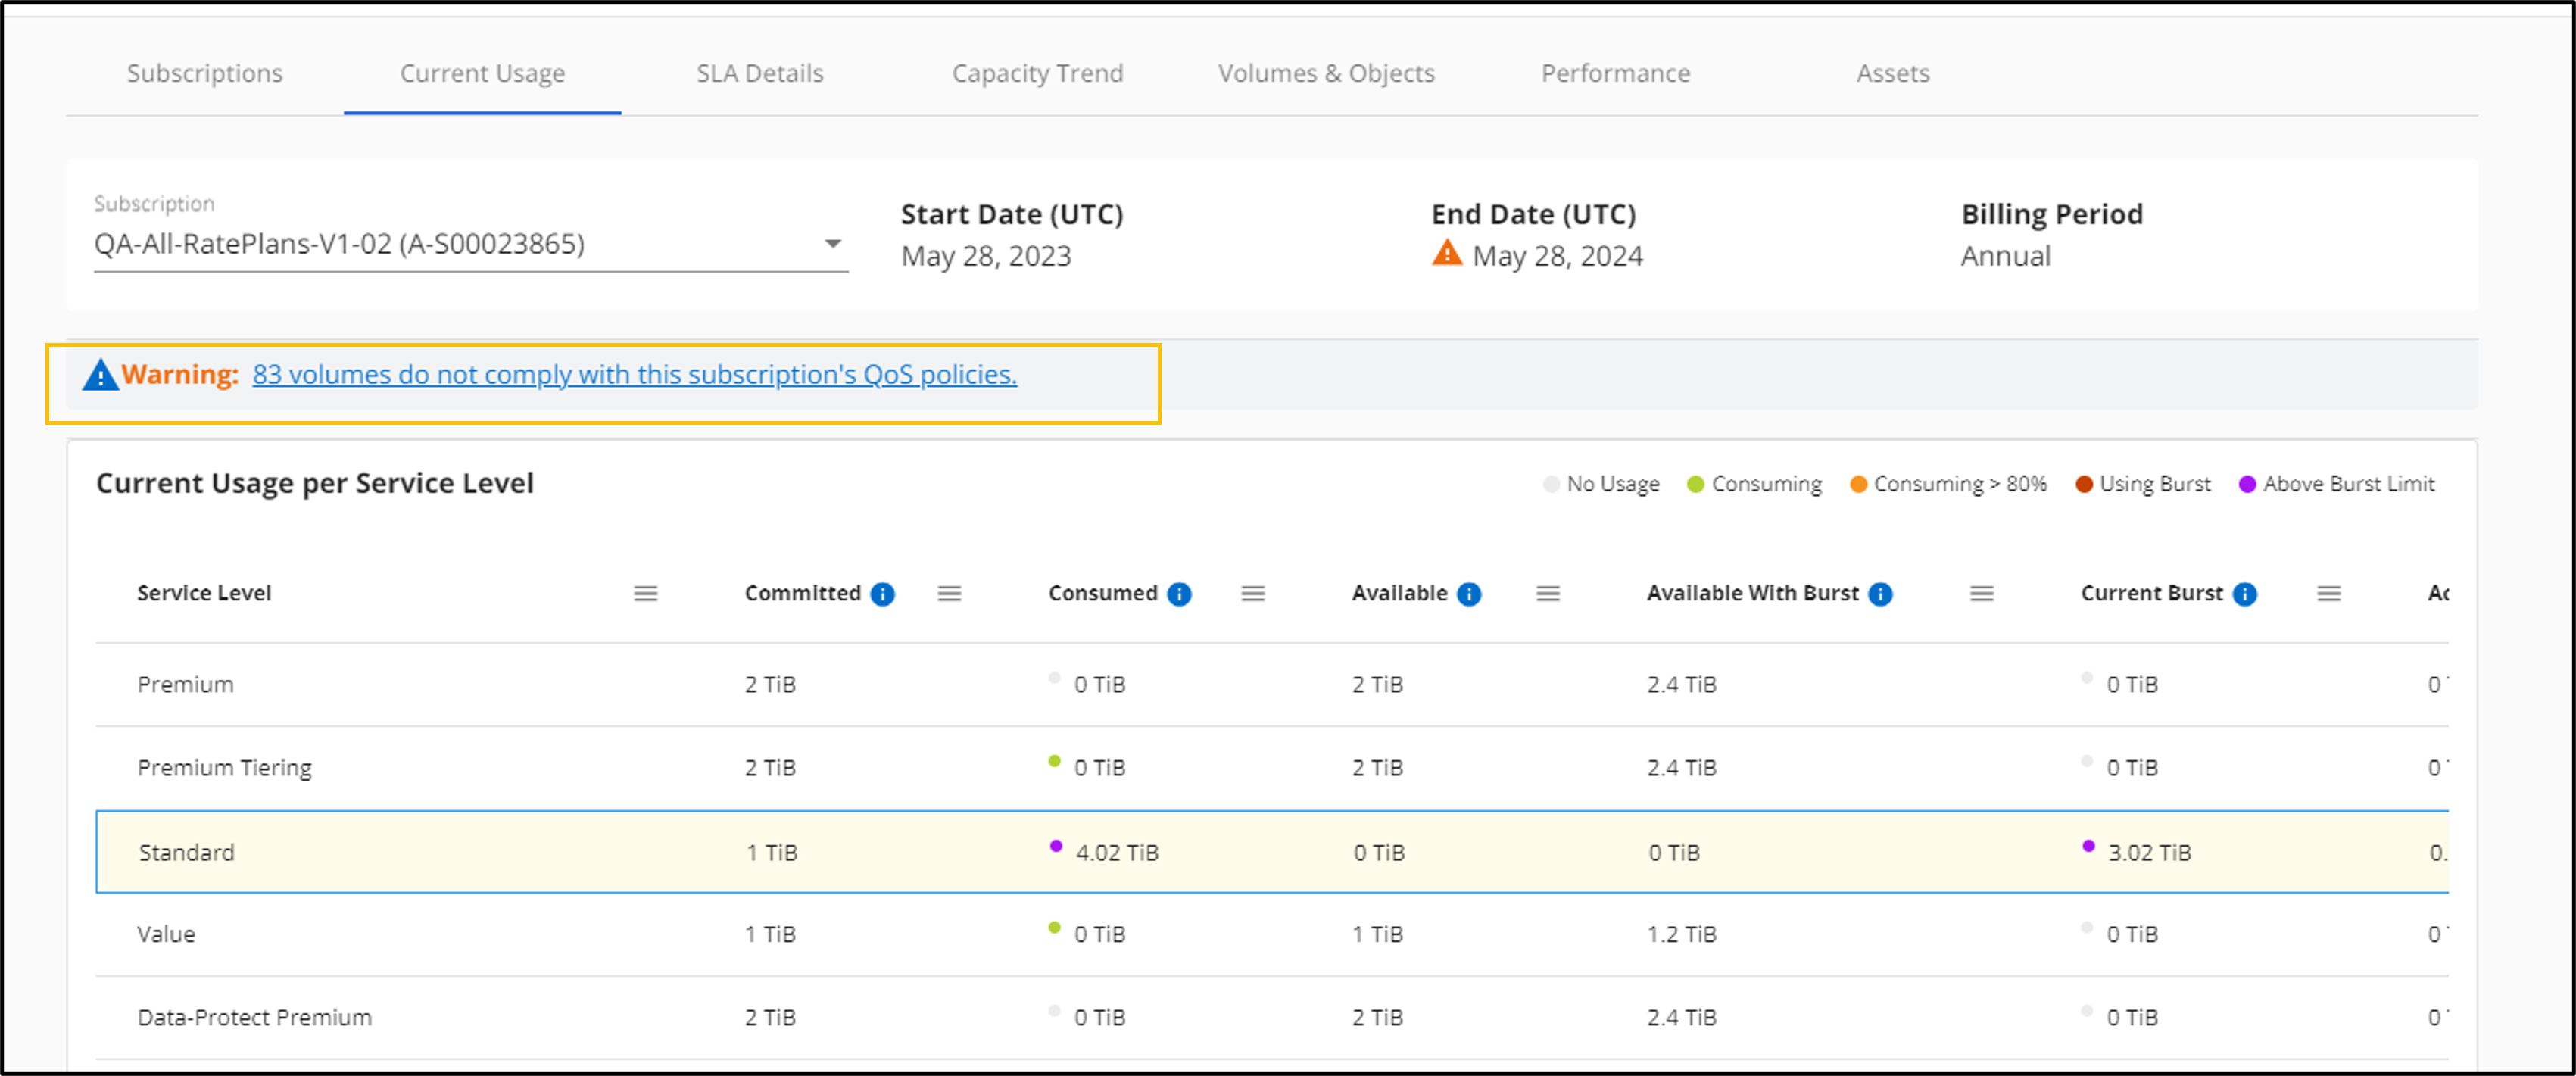 Subscriptions Current Usage SLA Details Capacity Trend Volumes & Objects Performance Assets
Subscription
QA-All-RatePlans-V1-02 (A-S00023865)
Start Date (UTC)
May 28, 2023
End Date (UTC)
May 28, 2024
Billing Period
Annual
Warning: 83 volumes do not comply with this subscription's QoS policies.
Current Usage per Service Level
No Usage Consuming Consuming > 80% Using Burst Above Burst Limit
Service Level Committed Consumed Available Available With Burst Current Burst
Premium 2 TiB 0 TiB 2 TiB 2.4 TiB 0 TiB 0
Premium Tiering 2 TiB 0 TiB 2 TiB 2.4 TiB 0 TiB 0
Standard 1 TiB 4.02 TiB 0 TiB 0 TiB 3.02 TiB 0.
Value 1 TiB 0 TiB 1 TiB 1.2 TiB 0 TiB 0
Data-Protect Premium 2 TiB 0 TiB 2 TiB 2.4 TiB 0 TiB 0